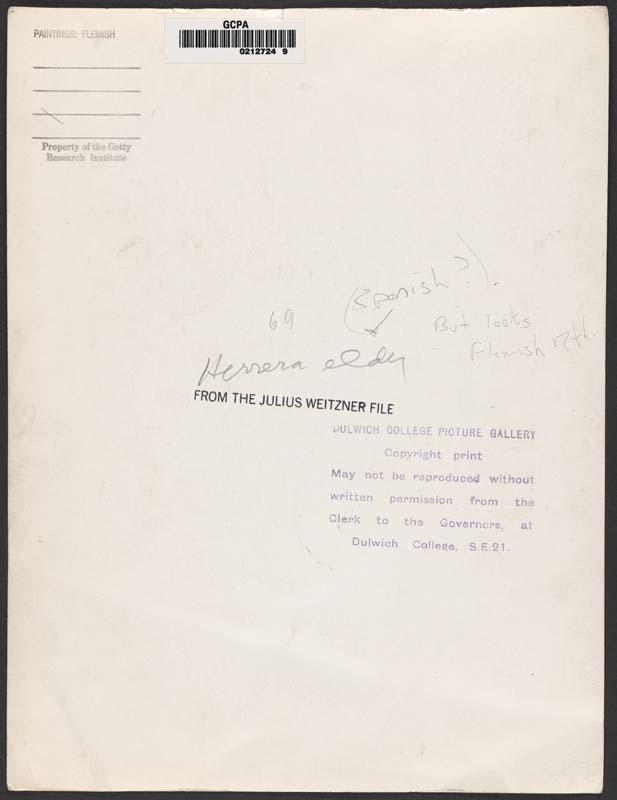 GCPA
0212724 9
PAINTINGS: FLEMISH
Property of the Getty
Research Institute
(Spanish?).
69
But looks
Flemish 17th.
Herrera eldy
FROM THE JULIUS WEITZNER FILE
DULWICH COLLEGE PICTURE GALLERY
Copyright print
May not be reproduced without
written permission from the
Clerk to the Governors, at
Dulwich College, S.E.21.